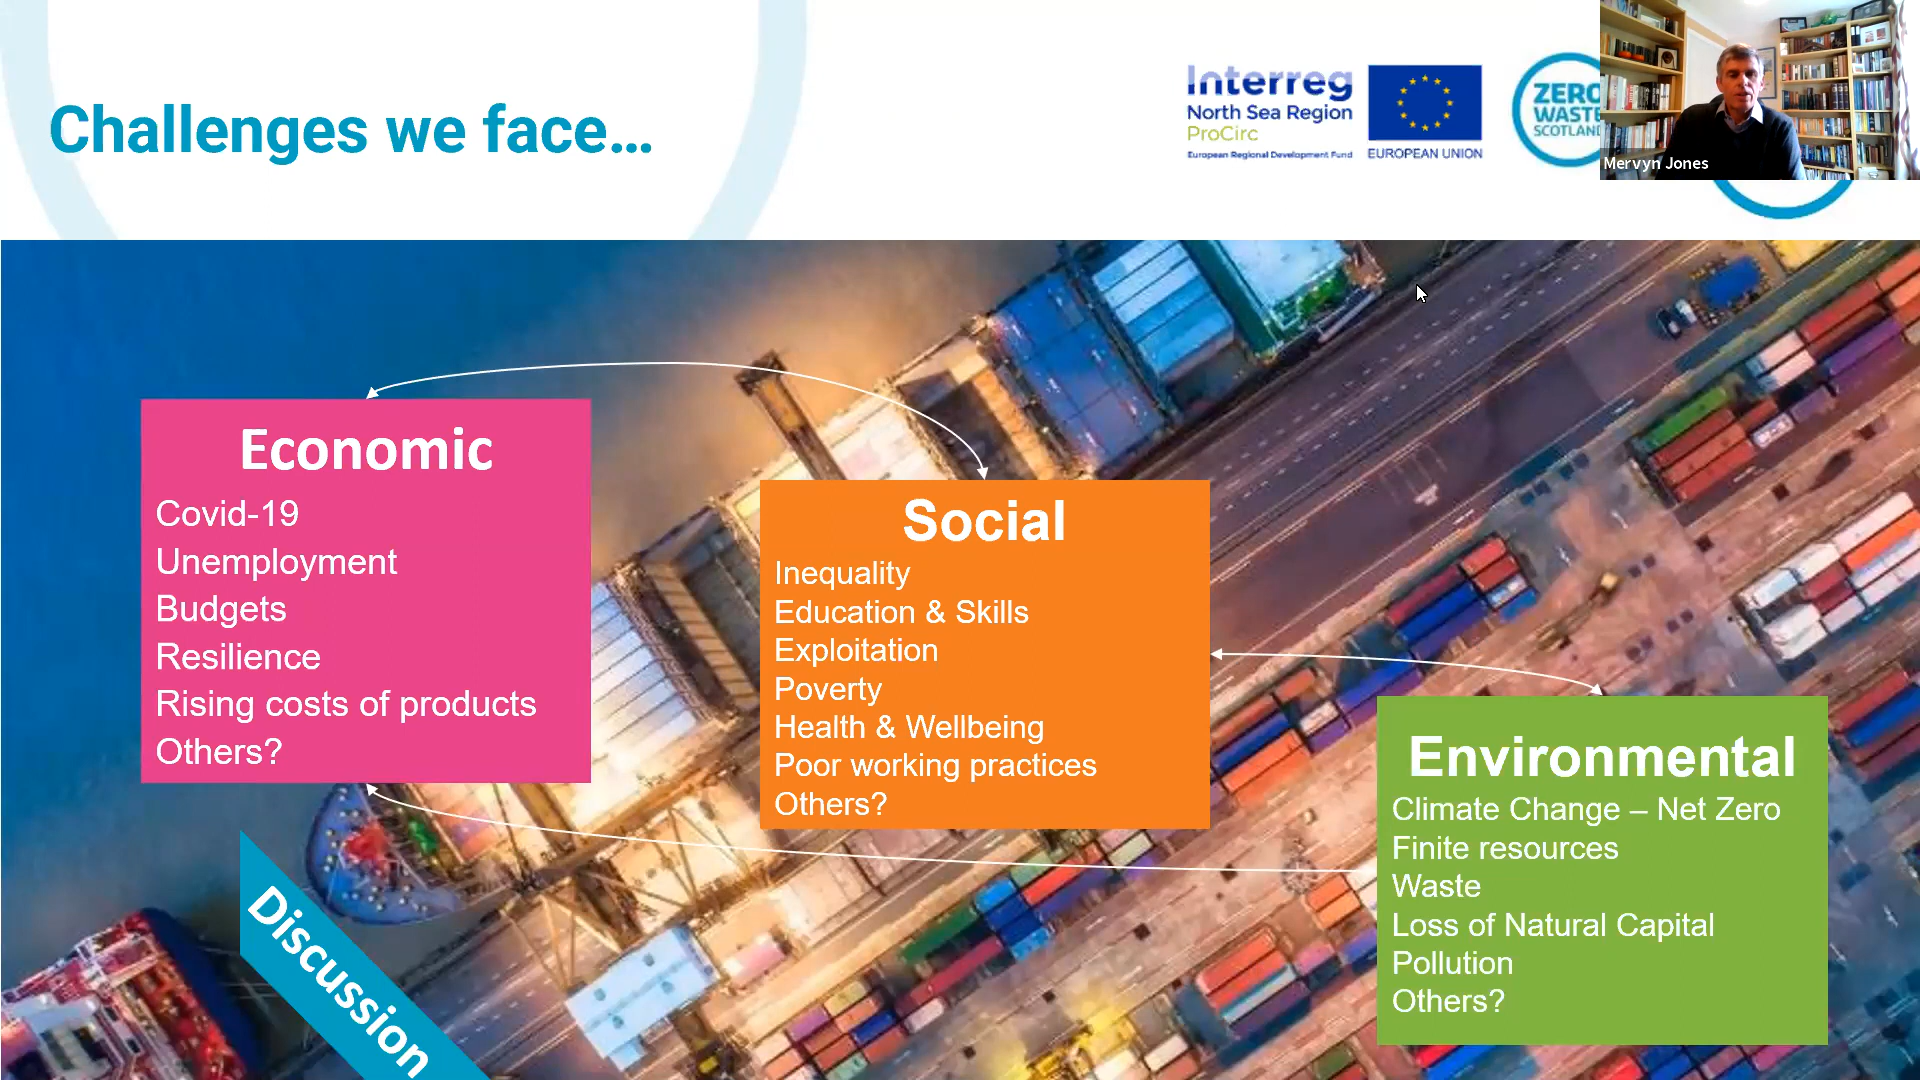 Challenges we face...
Interreg
North Sea Region
ProCirc
European Regional Development Fund
EUROPEAN UNION
ZERO
WASTE
SCOTLAND
Mervyn Jones
Economic
Covid-19
Unemployment
Budgets
Resilience
Rising costs of products
Others?
Social
Inequality
Education & Skills
Exploitation
Poverty
Health & Wellbeing
Poor working practices
Others?
Environmental
Climate Change – Net Zero
Finite resources
Waste
Loss of Natural Capital
Pollution
Others?
Discussion